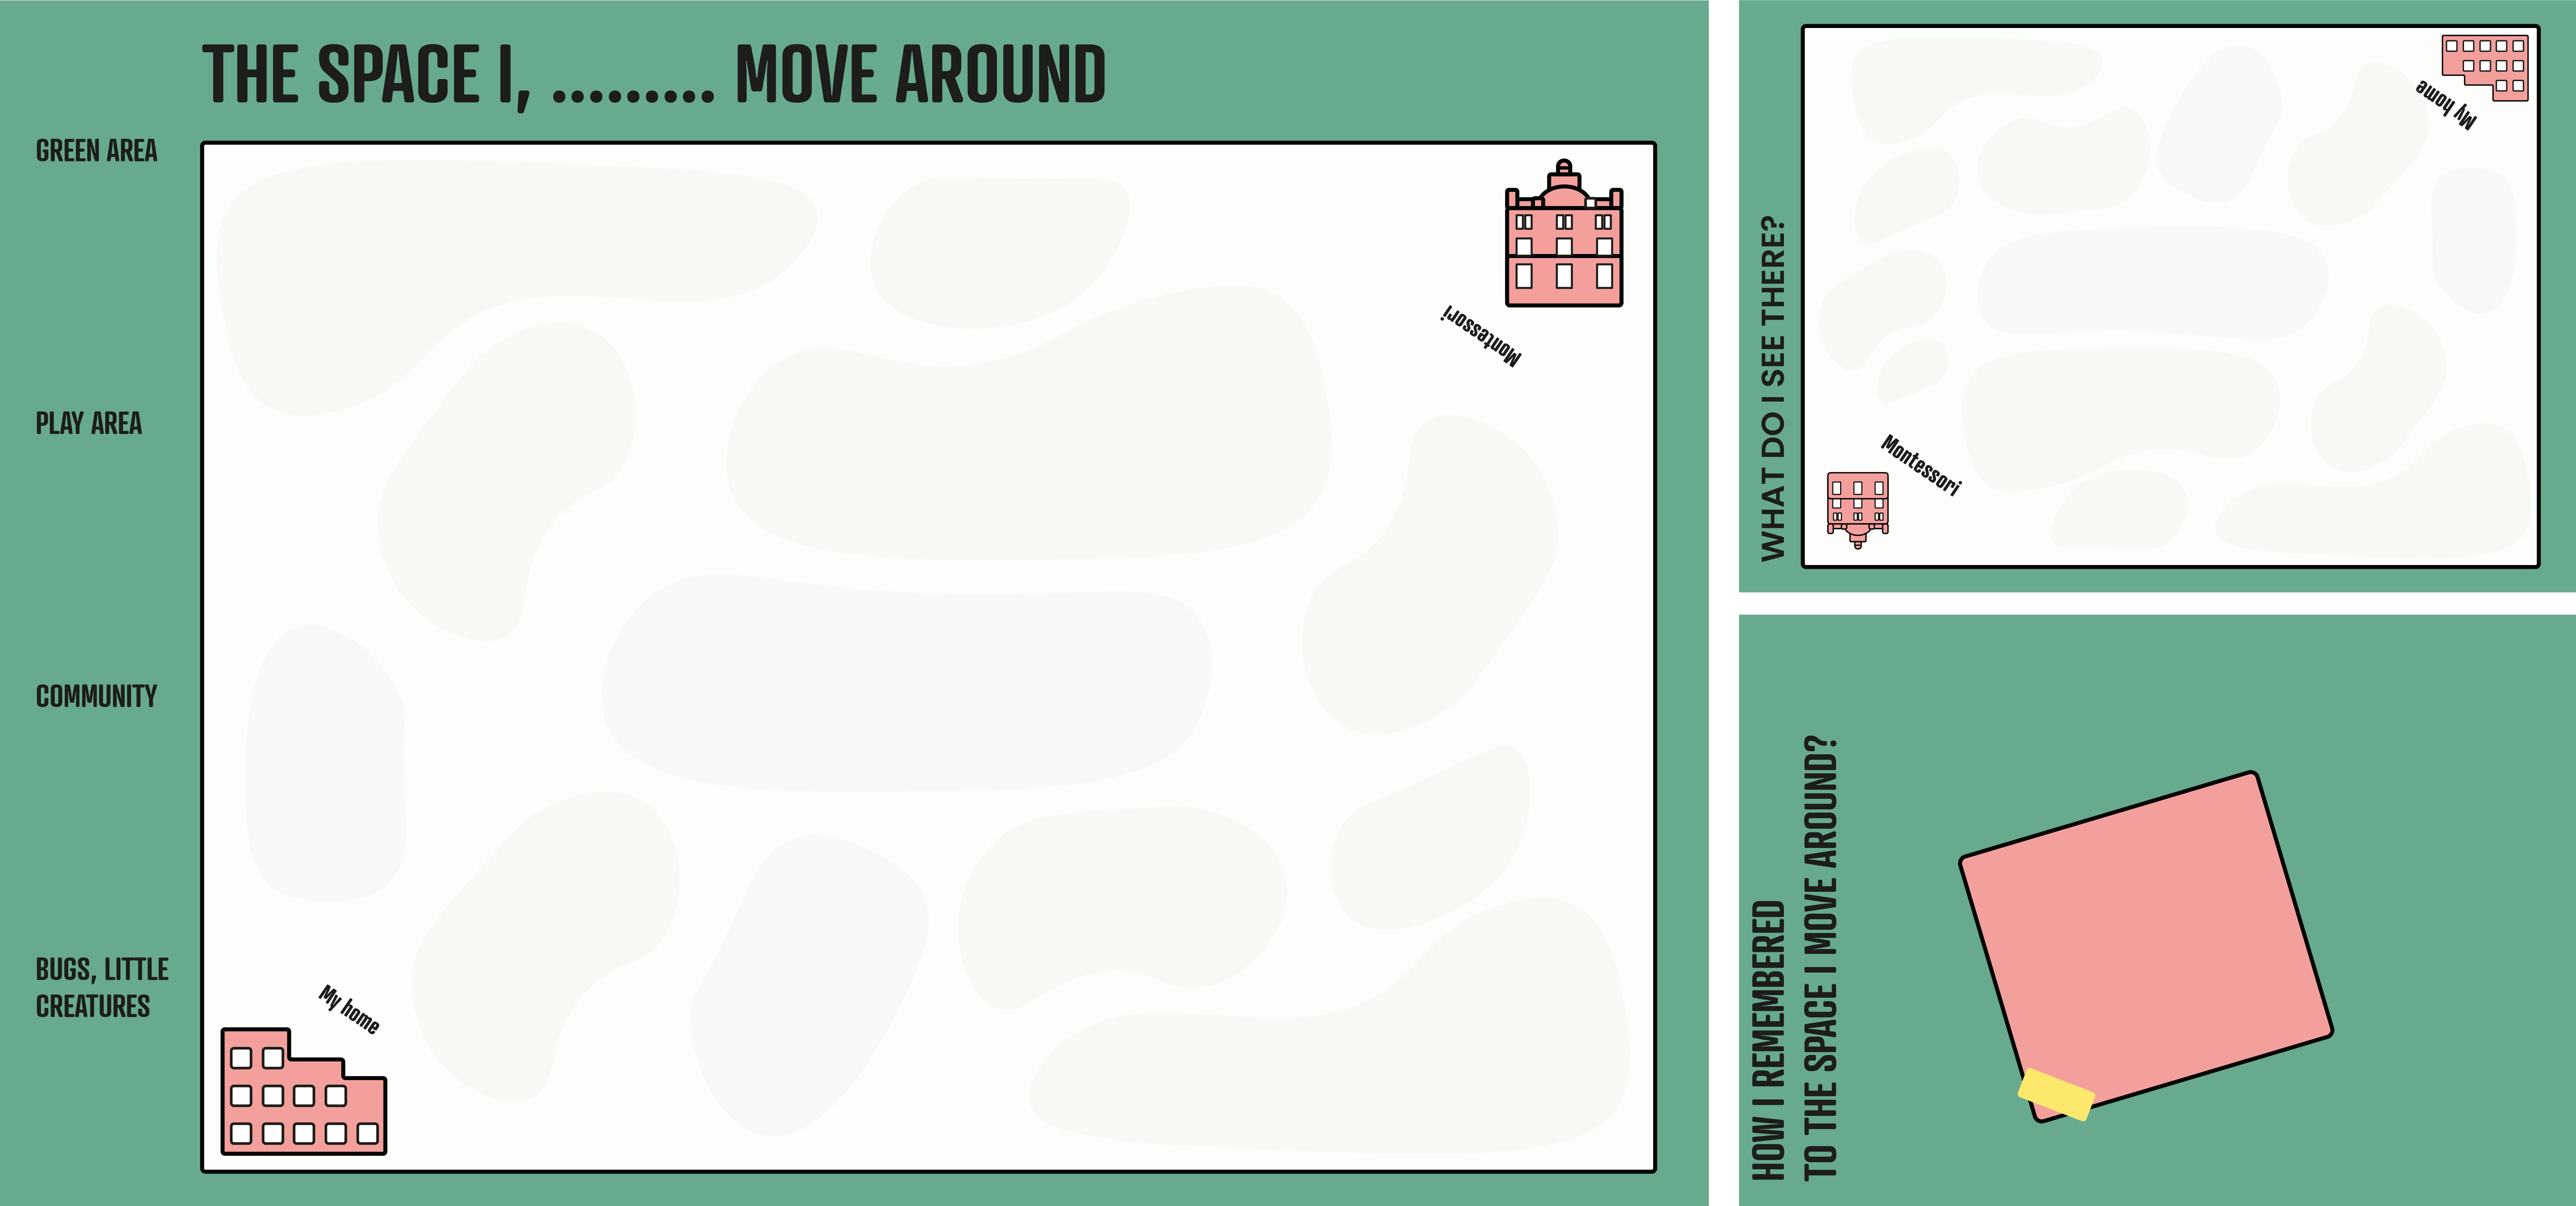 THE SPACE I, ......... MOVE AROUND
GREEN AREA
PLAY AREA
COMMUNITY
BUGS, LITTLE
CREATURES
Montessori
My home
WHAT DO I SEE THERE?
My home
Montessori
HOW I REMEMBERED
TO THE SPACE I MOVE AROUND?